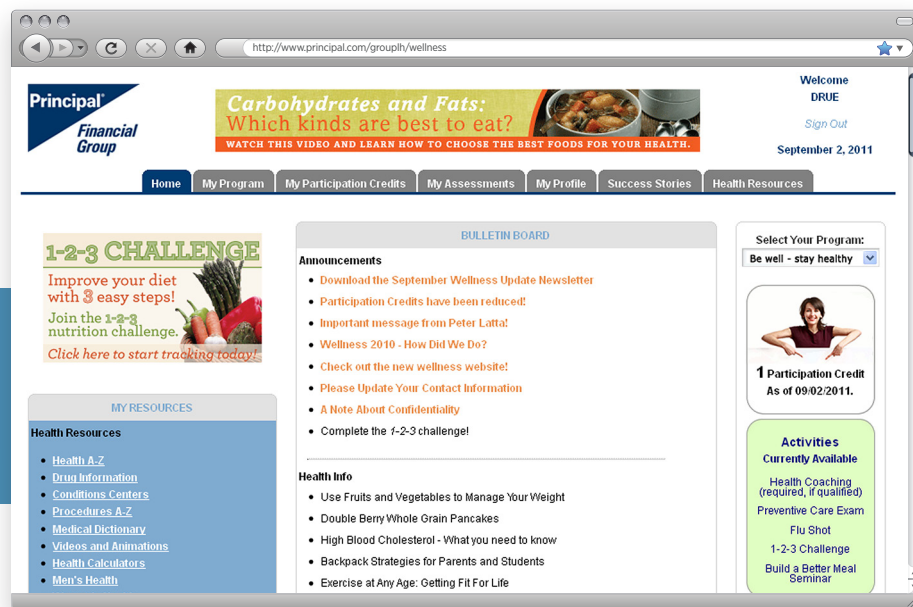 http://www.principal.com/grouplh/wellness
Principal®
Financial
Group
Carbohydrates and Fats:
Which kinds are best to eat?
WATCH THIS VIDEO AND LEARN HOW TO CHOOSE THE BEST FOODS FOR YOUR HEALTH.
Welcome
DRUE
Sign Out
September 2, 2011
Home
My Program
My Participation Credits
My Assessments
My Profile
Success Stories
Health Resources
1-2-3 CHALLENGE
Improve your diet
with 3 easy steps!
Join the 1-2-3
nutrition challenge.
Click here to start tracking today!
MY RESOURCES
Health Resources
Health A-Z
Drug Information
Conditions Centers
Procedures A-Z
Medical Dictionary
Videos and Animations
Health Calculators
Men's Health
BULLETIN BOARD
Announcements
Download the September Wellness Update Newsletter
Participation Credits have been reduced!
Important message from Peter Latta!
Wellness 2010 - How Did We Do?
Check out the new wellness website!
Please Update Your Contact Information
A Note About Confidentiality
Complete the 1-2-3 challenge!
Health Info
Use Fruits and Vegetables to Manage Your Weight
Double Berry Whole Grain Pancakes
High Blood Cholesterol - What you need to know
Backpack Strategies for Parents and Students
Exercise at Any Age: Getting Fit For Life
Select Your Program:
Be well - stay healthy
1 Participation Credit
As of 09/02/2011.
Activities
Currently Available
Health Coaching
(required, if qualified)
Preventive Care Exam
Flu Shot
1-2-3 Challenge
Build a Better Meal
Seminar